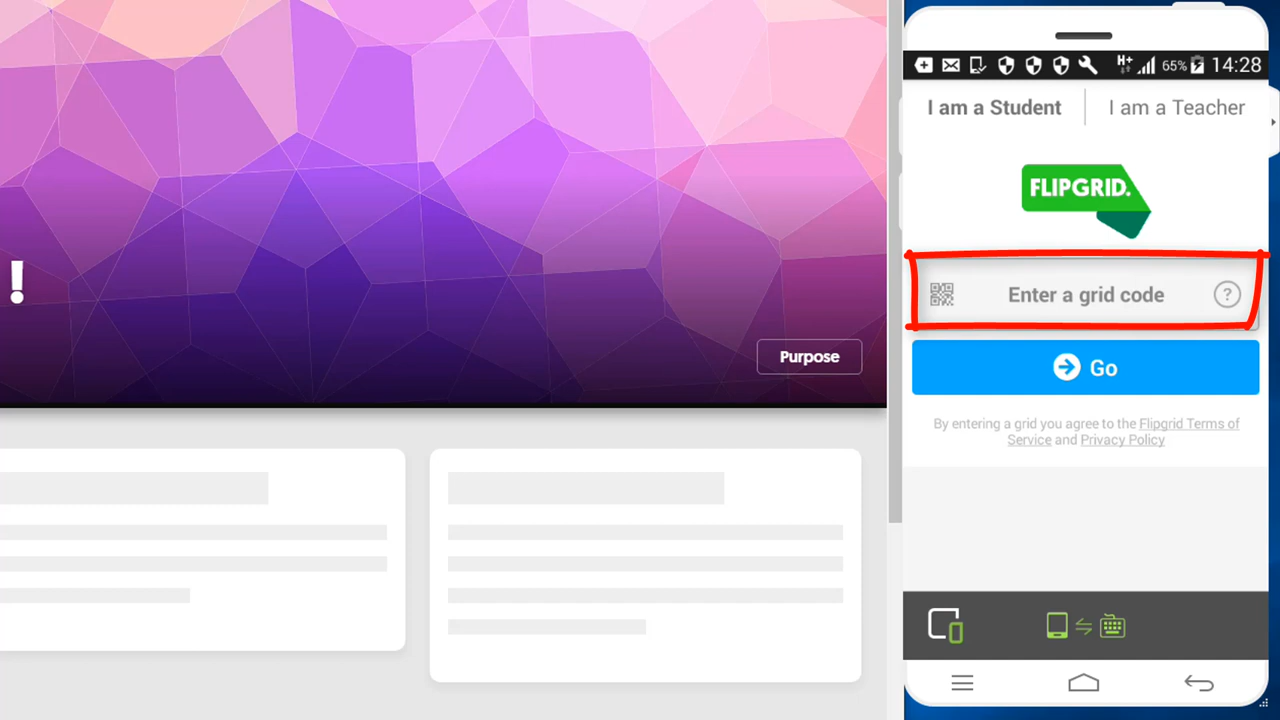 !
Purpose
65% 14:28
I am a Student I am a Teacher
FLIPGRID.
Enter a grid code ?
Go
By entering a grid you agree to the Flipgrid Terms of
Service and Privacy Policy